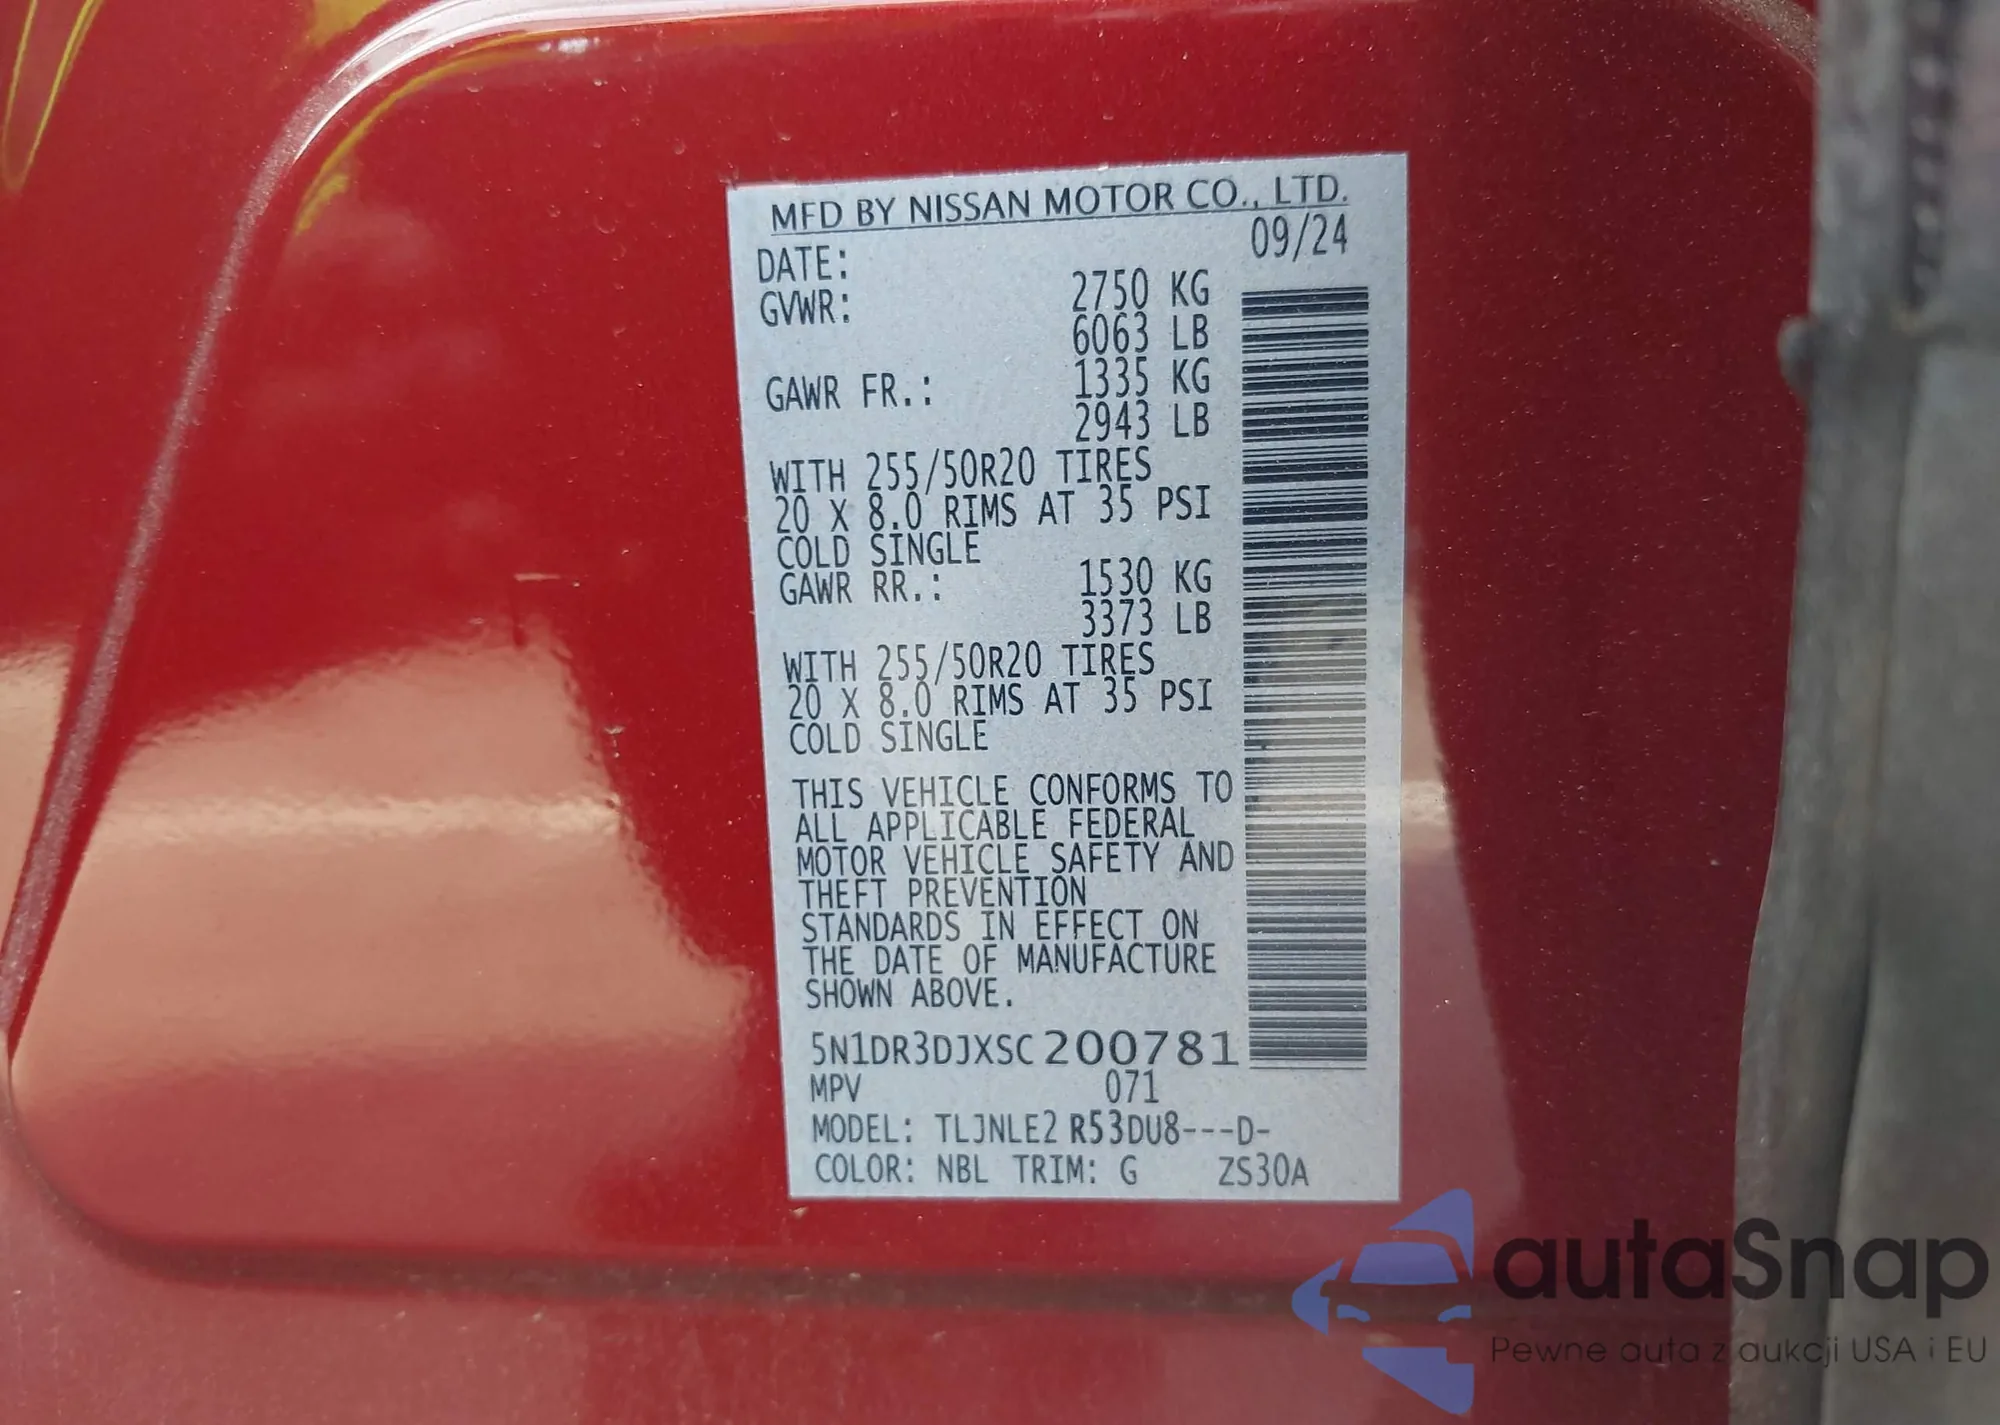 MFD BY NISSAN MOTOR CO., LTD.
DATE: 09/24
GVWR: 2750 KG
6063 LB
GAWR FR.: 1335 KG
2943 LB
WITH 255/50R20 TIRES
20 X 8.0 RIMS AT 35 PSI
COLD SINGLE
GAWR RR.: 1530 KG
3373 LB
WITH 255/50R20 TIRES
20 X 8.0 RIMS AT 35 PSI
COLD SINGLE
THIS VEHICLE CONFORMS TO
ALL APPLICABLE FEDERAL
MOTOR VEHICLE SAFETY AND
THEFT PREVENTION
STANDARDS IN EFFECT ON
THE DATE OF MANUFACTURE
SHOWN ABOVE.
5N1DR3DJXSC200781
MPV 071
MODEL: TLJNLE2 R53DU8---D-
COLOR: NBL TRIM: G ZS30A
autaSnap
Pewne auta z aukcji USA i EU